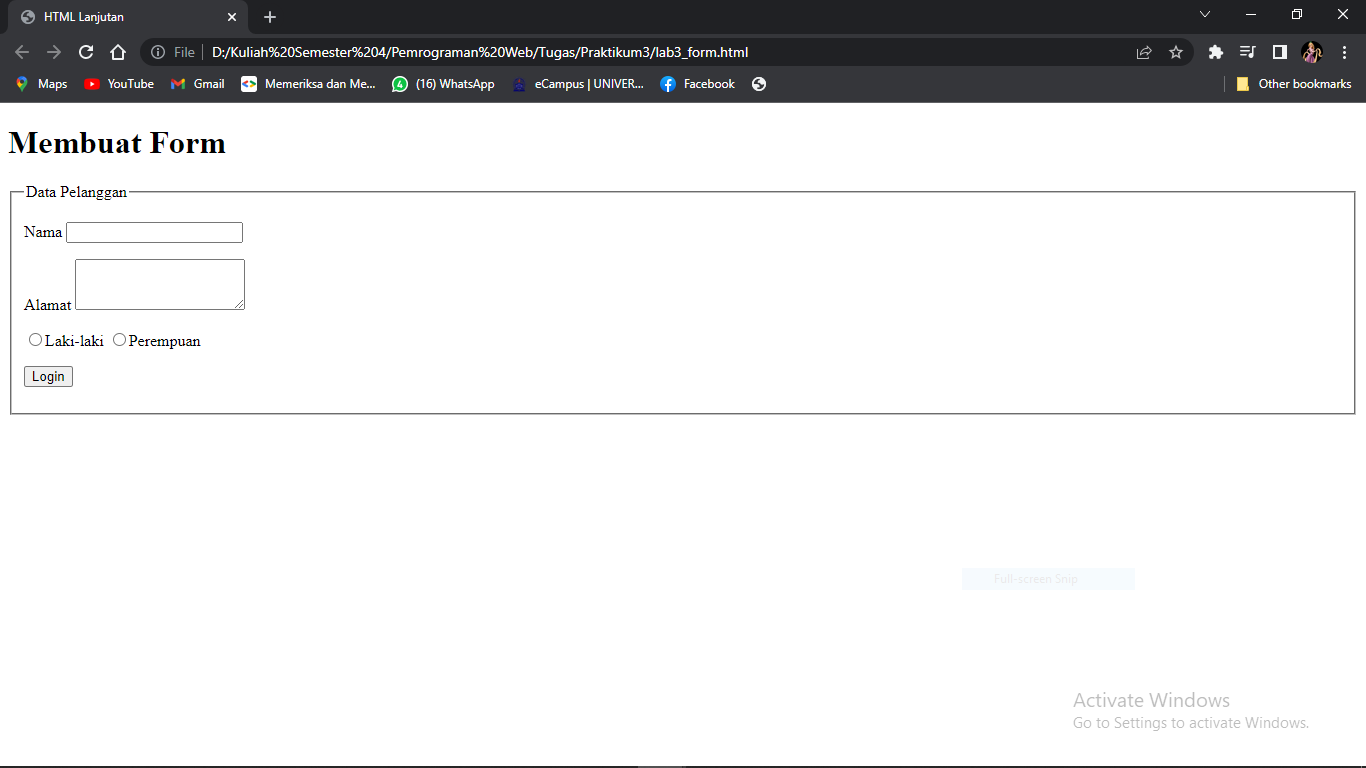 HTML Lanjutan
File D:/Kuliah%20Semester%204/Pemrograman%20Web/Tugas/Praktikum3/lab3_form.html
Maps YouTube Gmail Memeriksa dan Me... 4 (16) WhatsApp eCampus | UNIVER... Facebook Other bookmarks
Membuat Form
Data Pelanggan
Nama
Alamat
Laki-laki Perempuan
Login
Full-screen Snip
Activate Windows
Go to Settings to activate Windows.